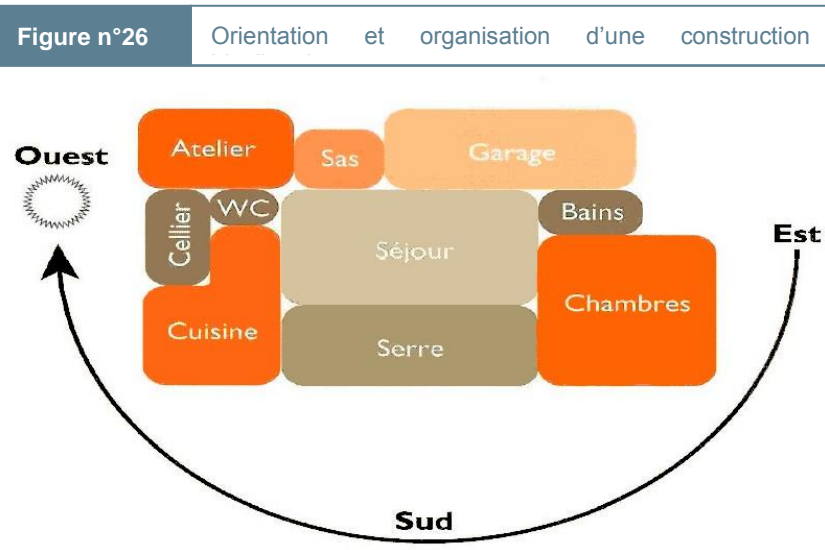 Figure n°26
Orientation et organisation d'une construction
Atelier
Sas
Garage
Ouest
Cellier
WC
Séjour
Bains
Est
Cuisine
Serre
Chambres
Sud